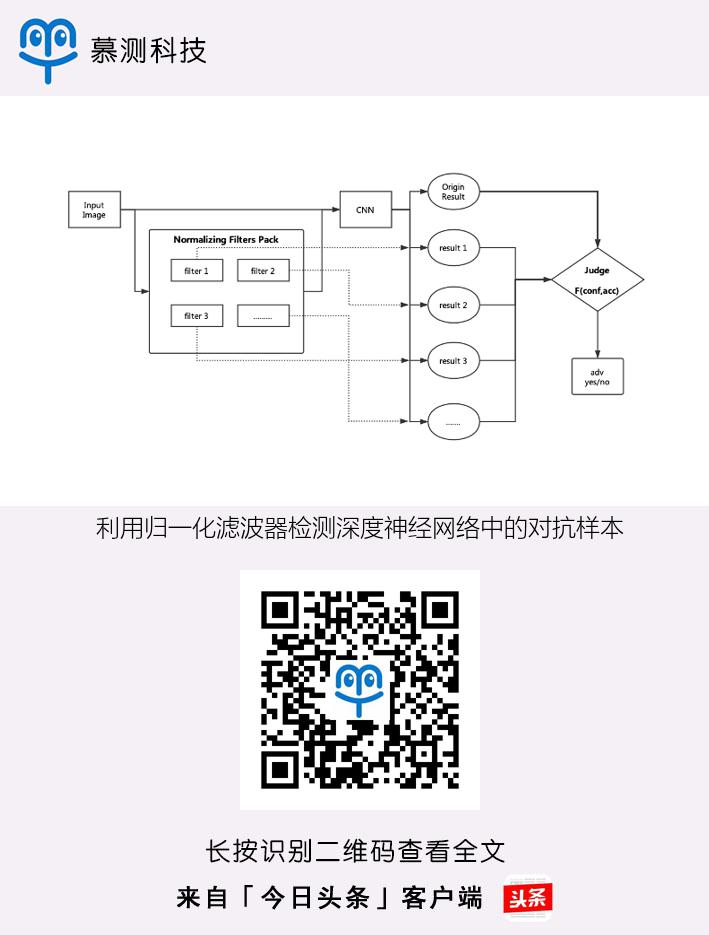 慕测科技
Input
Image
CNN
Normalizing Filters Pack
filter 1
filter 2
filter 3
.........
Origin
Result
result 1
result 2
result 3
.......
Judge
F(conf,acc)
adv
yes/no
利用归一化滤波器检测深度神经网络中的对抗样本
长按识别二维码查看全文
来自「今日头条」客户端
头条